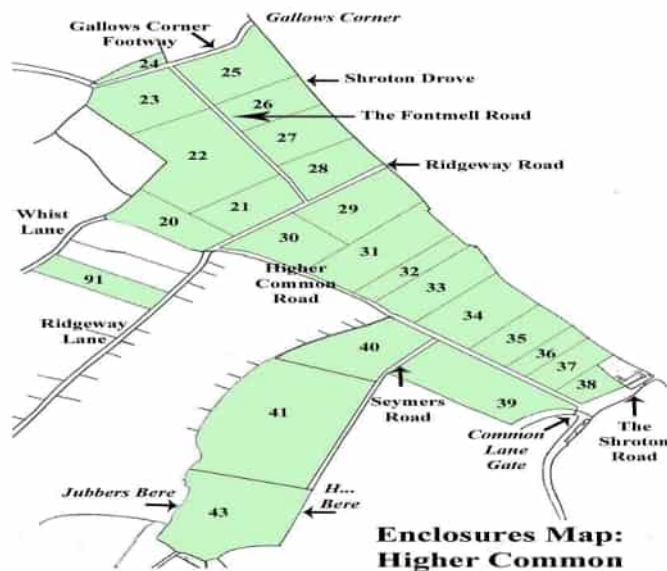 Gallows Corner
Gallows Corner
Footway
24
25
Shroton Drove
23
26
The Fontmell Road
27
22
28
Ridgeway Road
21
29
Whist
Lane
20
30
31
Higher
Common
Road
32
91
33
Ridgeway
Lane
34
35
36
37
38
40
39
Seymers
Road
41
Common
Lane
Gate
The
Shroton
Road
Jubbers Bere
H...
Bere
43
Enclosures Map:
Higher Common